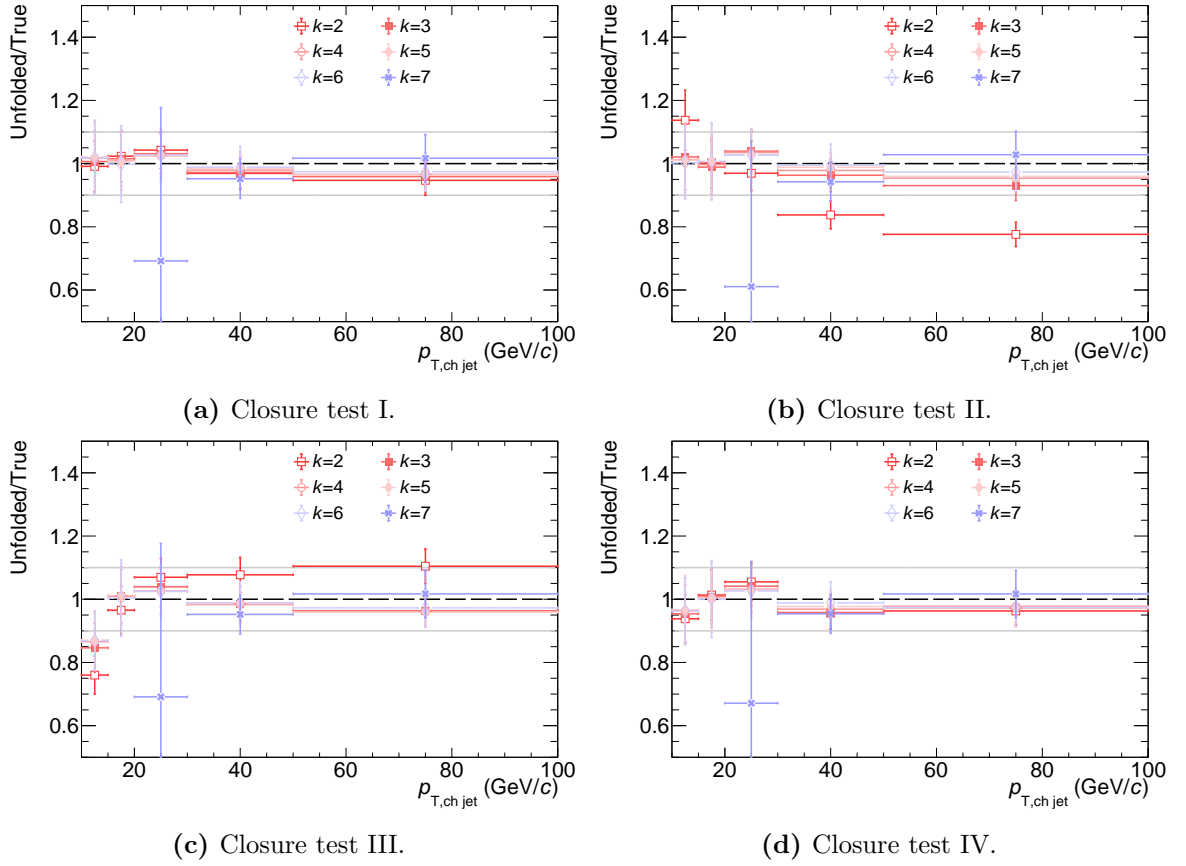 Unfolded/True
1.4
1.2
1
0.8
0.6
k=2 k=3
k=4 k=5
k=6 k=7
20 40 60 80 100
pT,ch jet (GeV/c)
(a) Closure test I.
Unfolded/True
1.4
1.2
1
0.8
0.6
k=2 k=3
k=4 k=5
k=6 k=7
20 40 60 80 100
pT,ch jet (GeV/c)
(b) Closure test II.
Unfolded/True
1.4
1.2
1
0.8
0.6
k=2 k=3
k=4 k=5
k=6 k=7
20 40 60 80 100
pT,ch jet (GeV/c)
(c) Closure test III.
Unfolded/True
1.4
1.2
1
0.8
0.6
k=2 k=3
k=4 k=5
k=6 k=7
20 40 60 80 100
pT,ch jet (GeV/c)
(d) Closure test IV.